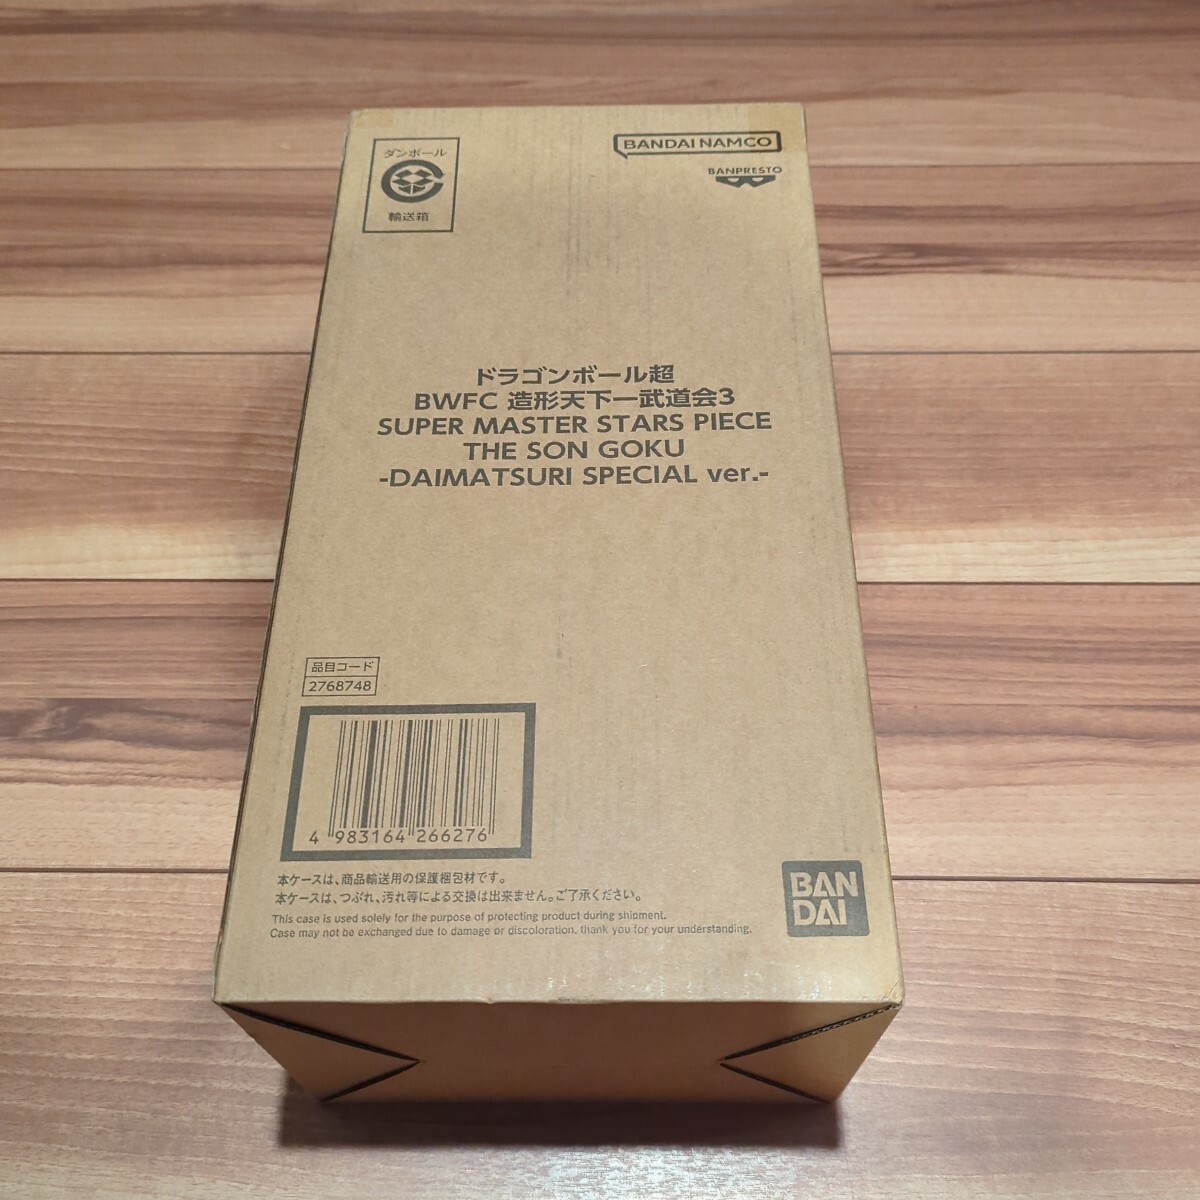 ダンボール
輸送箱
BANDAI NAMCO
BANPRESTO
ドラゴンボール超
BWFC 造形天下一武道会3
SUPER MASTER STARS PIECE
THE SON GOKU
-DAIMATSURI SPECIAL ver.-
品目コード
2768748
4 983164 266276
本ケースは、商品輸送用の保護梱包材です。
本ケースは、つぶれ、汚れ等による交換は出来ません。ご了承ください。
This case is used solely for the purpose of protecting product during shipment.
Case may not be exchanged due to damage or discoloration, thank you for your understanding.
BAN
DAI